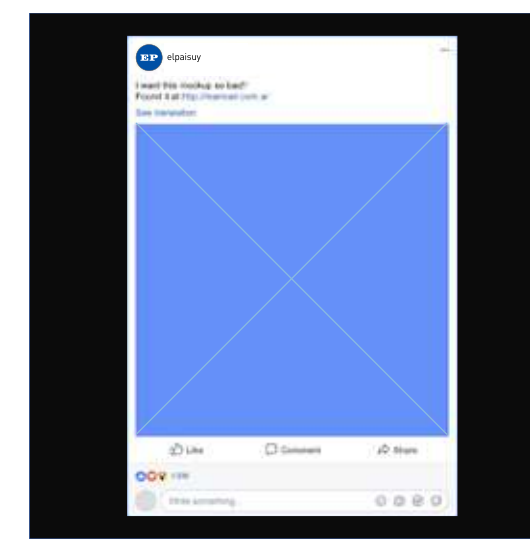 EP elpaisuy
I want this mockup so bad?
Found it at
See translation
Like Comment Share
Write something